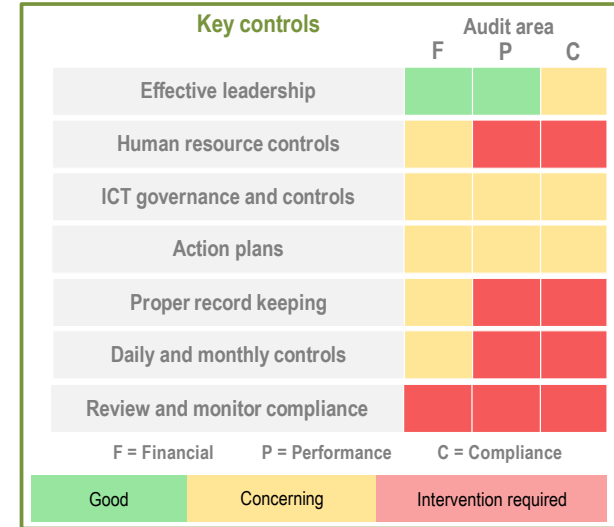 Key controls
Audit area
F P C
Effective leadership
Human resource controls
ICT governance and controls
Action plans
Proper record keeping
Daily and monthly controls
Review and monitor compliance
F = Financial P = Performance C = Compliance
Good Concerning Intervention required